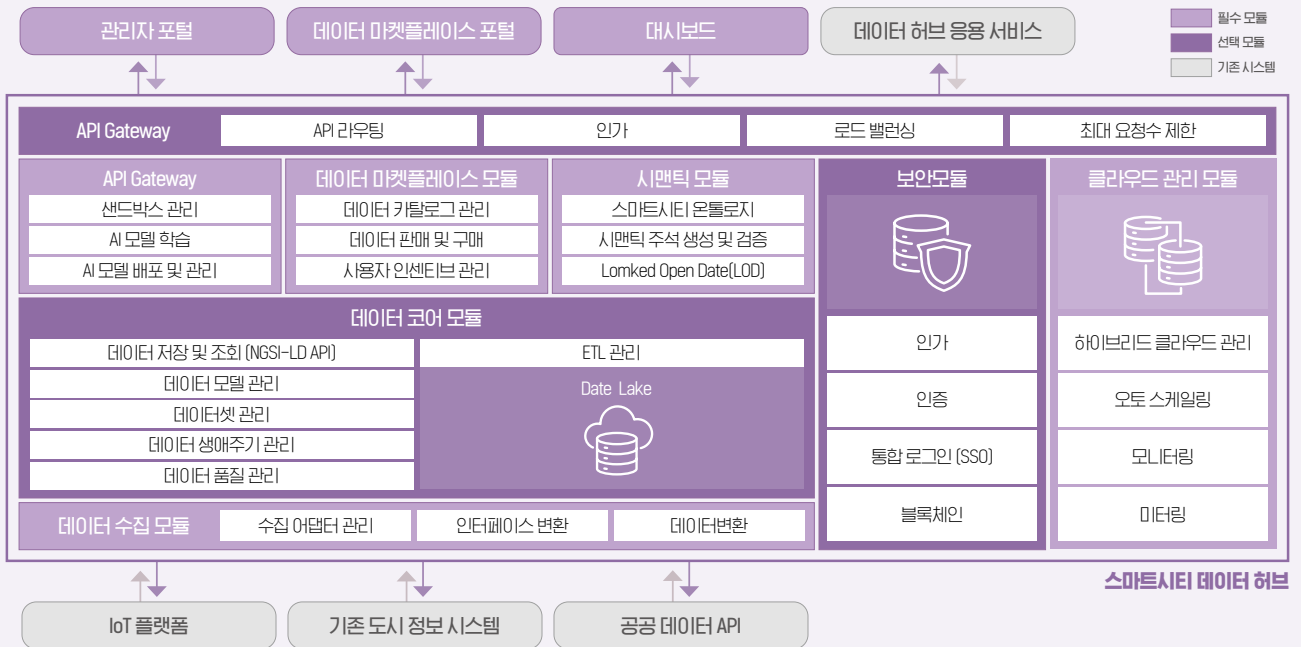 관리자 포털
데이터 마켓플레이스 포털
대시보드
데이터 허브 응용 서비스
필수 모듈
선택 모듈
기존 시스템
API Gateway
API 라우팅
인가
로드 밸런싱
최대 요청수 제한
API Gateway
샌드박스 관리
AI 모델 학습
AI 모델 배포 및 관리
데이터 마켓플레이스 모듈
데이터 카탈로그 관리
데이터 판매 및 구매
사용자 인센티브 관리
시맨틱 모듈
스마트시티 온톨로지
시맨틱 주석 생성 및 검증
Lomked Open Date(LOD)
보안모듈
인가
인증
통합 로그인 (SSO)
블록체인
클라우드 관리 모듈
하이브리드 클라우드 관리
오토 스케일링
모니터링
미터링
데이터 코어 모듈
데이터 저장 및 조회 (NGSI-LD API)
데이터 모델 관리
데이터셋 관리
데이터 생애주기 관리
데이터 품질 관리
ETL 관리
Date Lake
데이터 수집 모듈
수집 어댑터 관리
인터페이스 변환
데이터변환
스마트시티 데이터 허브
IoT 플랫폼
기존 도시 정보 시스템
공공 데이터 API